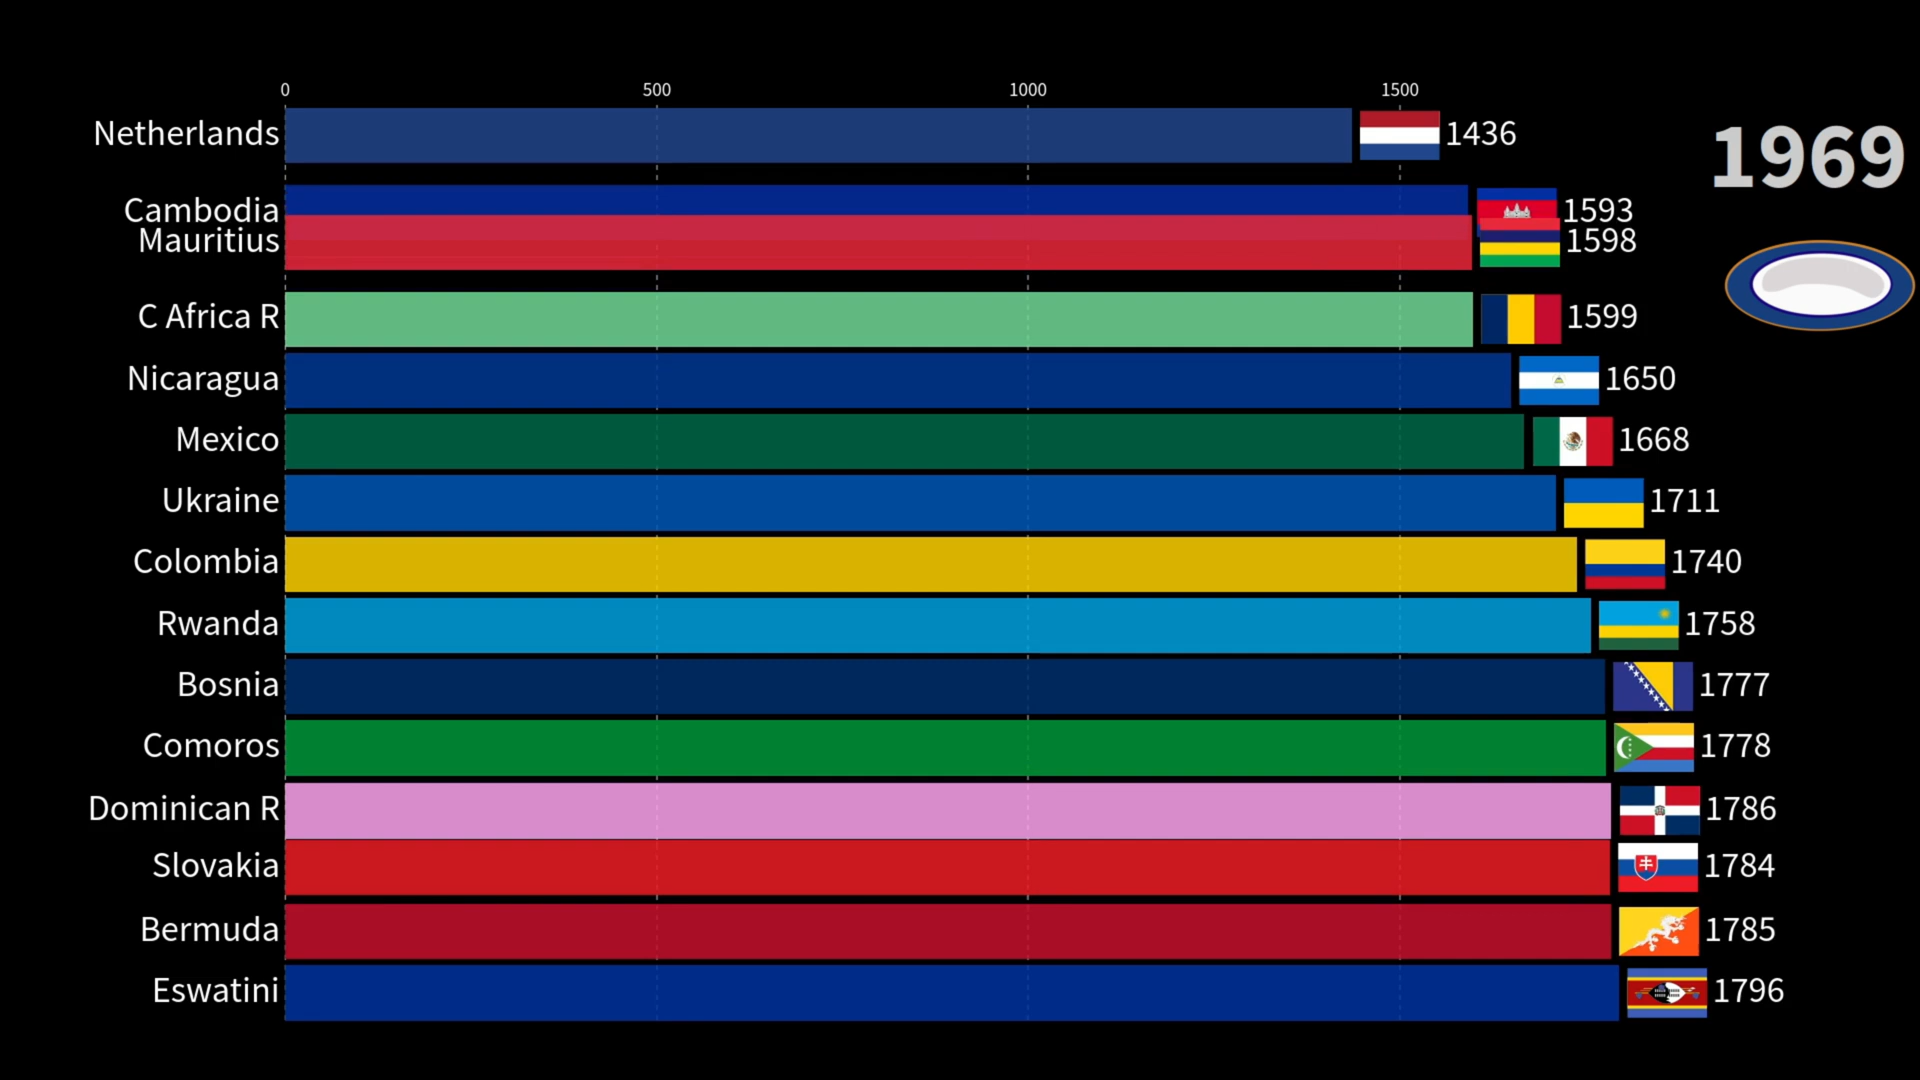 0 500 1000 1500
Netherlands 1436
1969
Cambodia 1593
Mauritius 1598
C Africa R 1599
Nicaragua 1650
Mexico 1668
Ukraine 1711
Colombia 1740
Rwanda 1758
Bosnia 1777
Comoros 1778
Dominican R 1786
Slovakia 1784
Bermuda 1785
Eswatini 1796